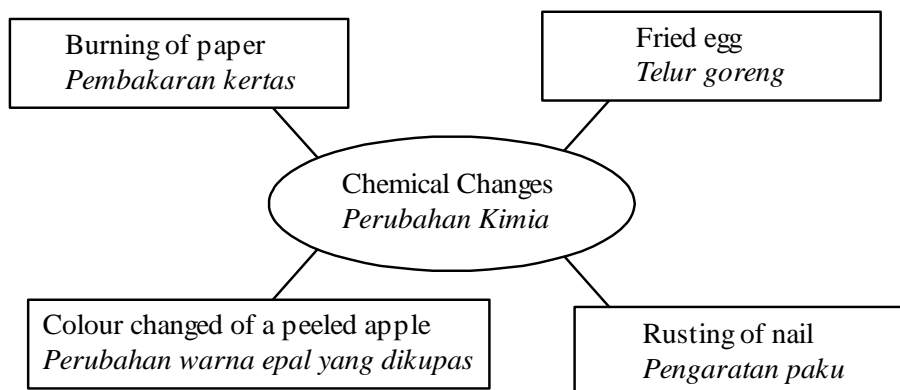 Burning of paper
Pembakaran kertas
Fried egg
Telur goreng
Chemical Changes
Perubahan Kimia
Colour changed of a peeled apple
Perubahan warna epal yang dikupas
Rusting of nail
Pengaratan paku